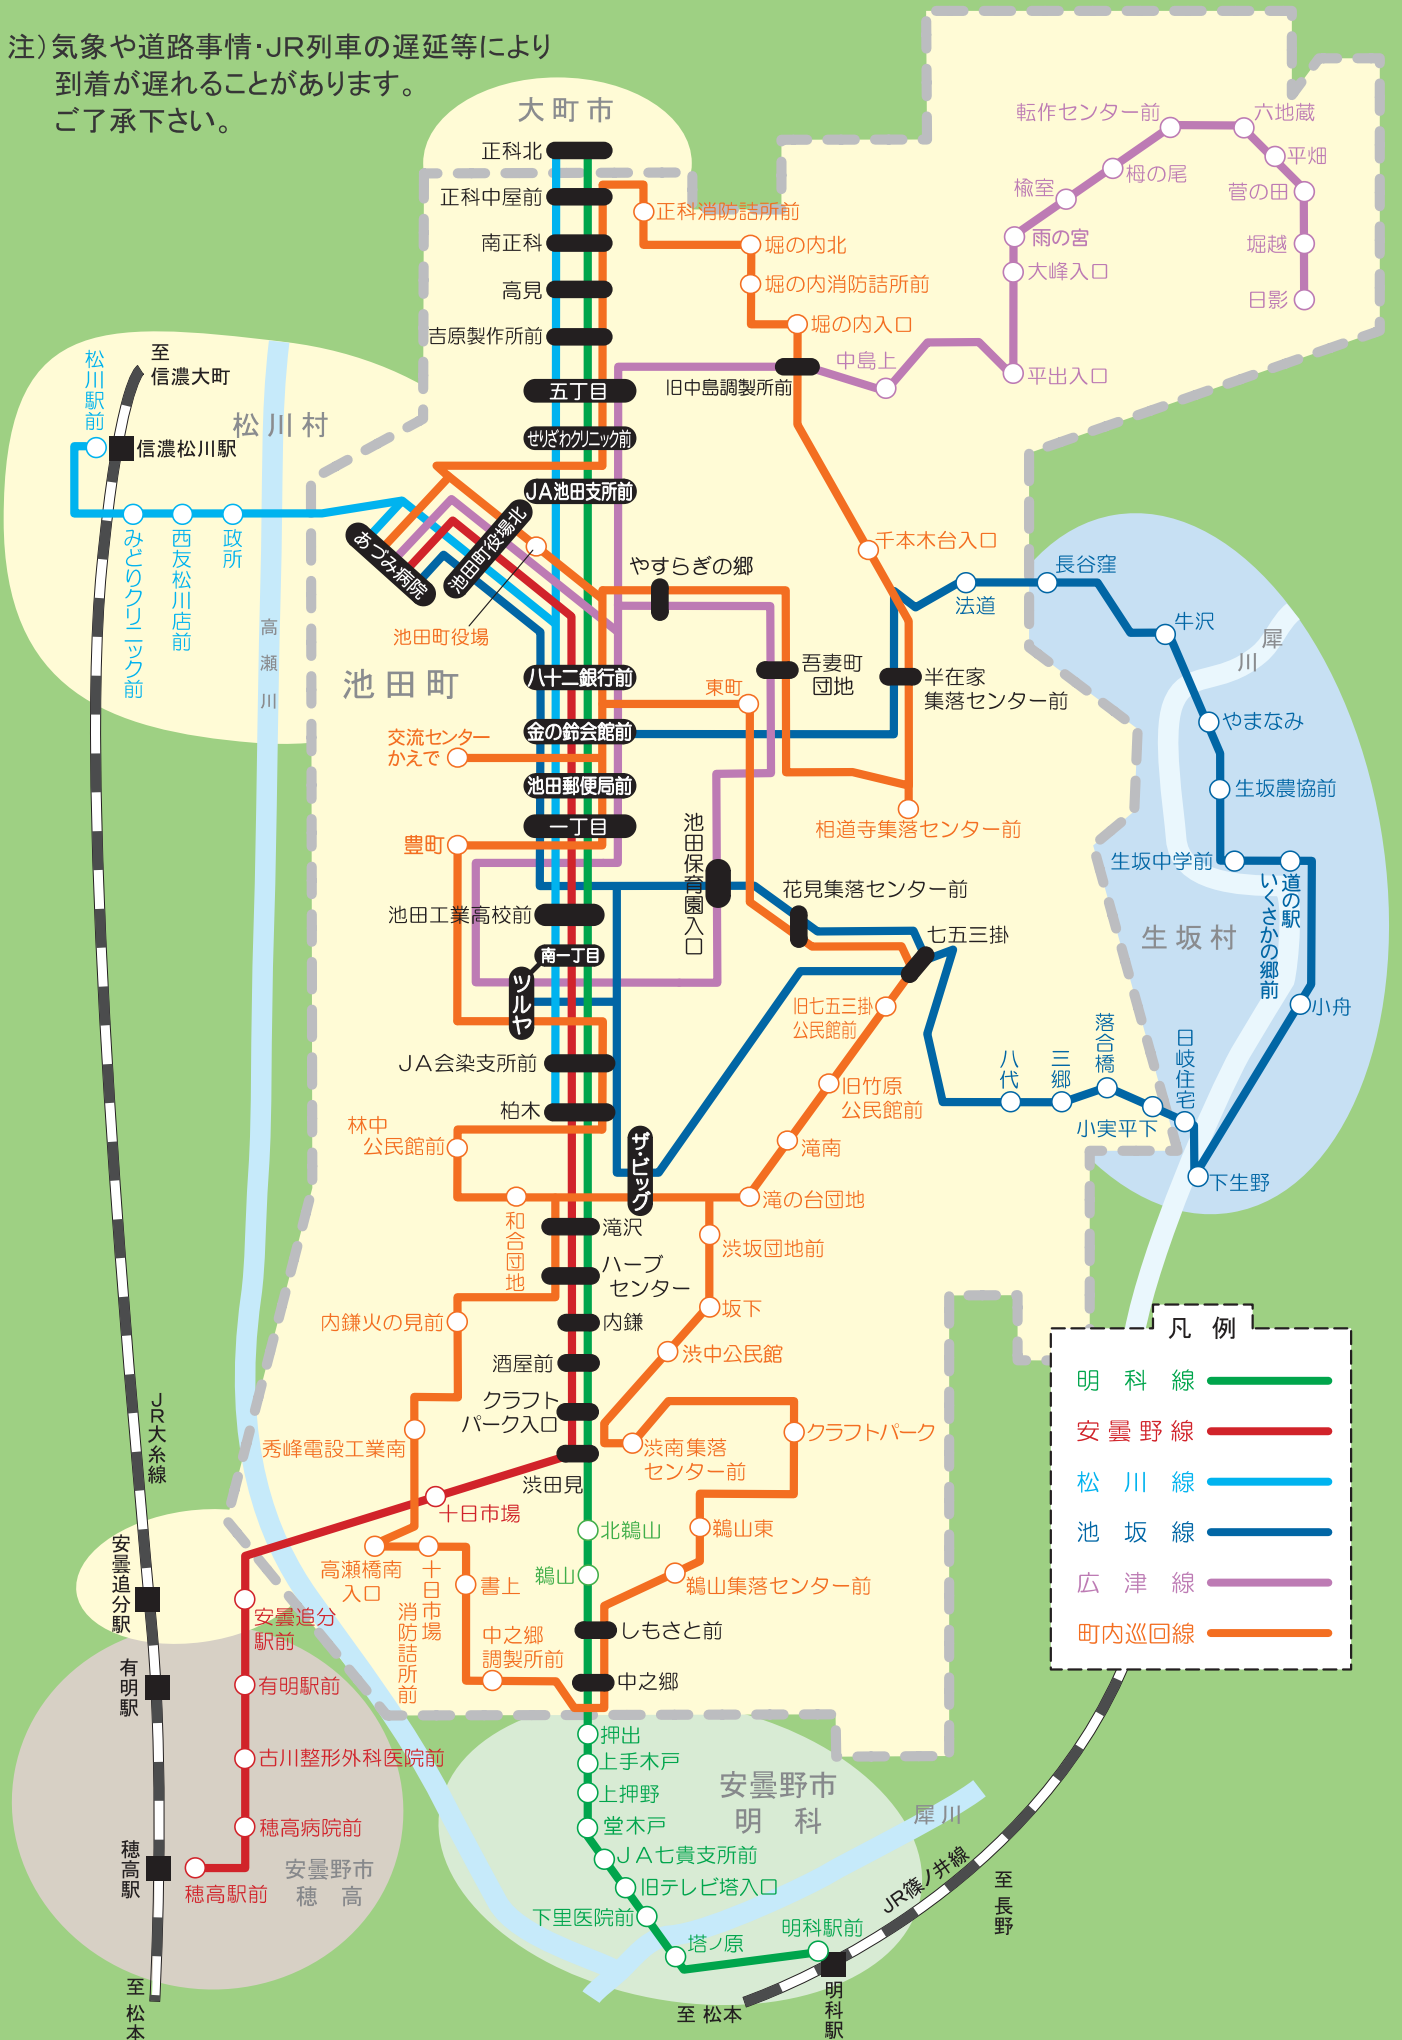 注）気象や道路事情・JR列車の遅延等により
到着が遅れることがあります。
ご了承下さい。
大町市
正科北
正科中屋前
南正科
高見
吉原製作所前
五丁目
せりざわクリニック前
JA池田支所前
正科消防詰所前
堀の内北
堀の内消防詰所前
堀の内入口
旧中島調製所前
中島上
平出入口
大峰入口
雨の宮
楡室
栂の尾
転作センター前
六地蔵
平畑
菅の田
堀越
日影
松川駅前
至
信濃大町
信濃松川駅
松川村
みどりクリニック前
西友松川店前
政所
高瀬川
あづみ病院
池田町役場北
池田町役場
池田町
やすらぎの郷
千本木台入口
法道
長谷窪
牛沢
犀川
やまなみ
生坂農協前
生坂中学前
道の駅
いくさかの郷前
生坂村
小舟
吾妻町
団地
半在家
集落センター前
東町
八十二銀行前
金の鈴会館前
交流センター
かえで
池田郵便局前
一丁目
豊町
相道寺集落センター前
池田保育園入口
花見集落センター前
七五三掛
池田工業高校前
南一丁目
ツルヤ
旧七五三掛
公民館前
JA会染支所前
柏木
旧竹原
公民館前
滝南
八代
三郷
落合橋
小実平下
日岐住宅
下生野
林中
公民館前
ザ・ビッグ
滝の台団地
和合団地
滝沢
渋坂団地前
ハーブ
センター
坂下
内鎌火の見前
内鎌
渋中公民館
酒屋前
クラフト
パーク入口
秀峰電設工業南
渋南集落
センター前
クラフトパーク
渋田見
十日市場
北鵜山
鵜山東
鵜山
鵜山集落センター前
高瀬橋南
入口
十日市場
消防詰所前
書上
しもさと前
中之郷
調製所前
中之郷
JR大糸線
安曇追分駅
安曇追分
駅前
有明駅
有明駅前
古川整形外科医院前
穂高病院前
穂高駅
穂高駅前
安曇野市
穂高
至松本
押出
上手木戸
上押野
堂木戸
JA七貴支所前
旧テレビ塔入口
下里医院前
塔ノ原
明科駅前
安曇野市
明科
犀川
JR篠ノ井線
至長野
明科駅
至 松本
凡例
明科線
安曇野線
松川線
池坂線
広津線
町内巡回線